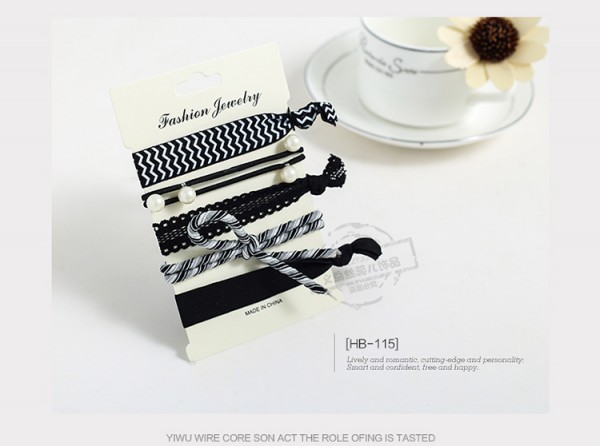 Fashion Jewelry
MADE IN CHINA
[HB-115]
Lively and romantic, cutting-edge and personality.
Smart and confident, free and happy.
YIWU WIRE CORE SON ACT THE ROLE OFING IS TASTED